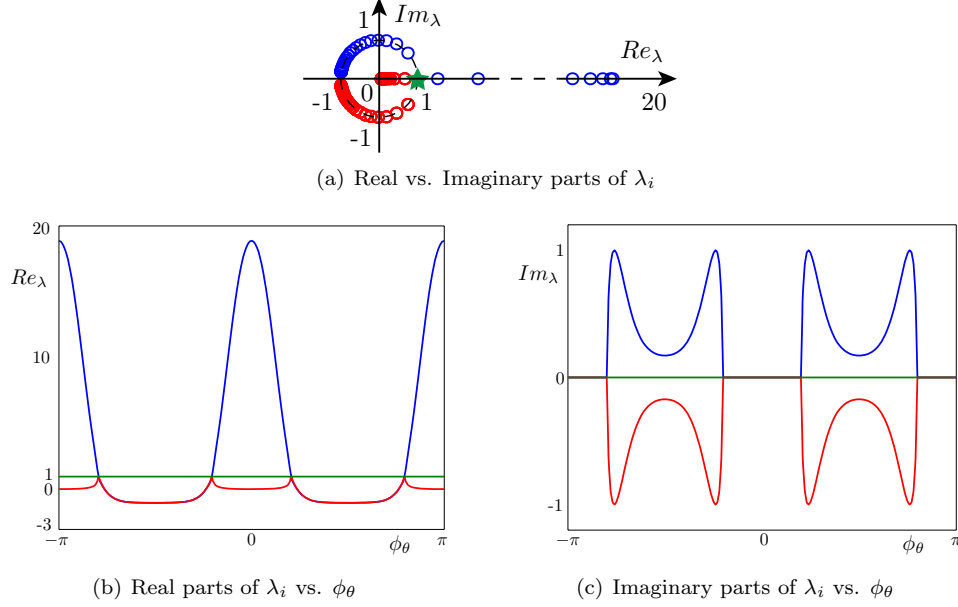 1 Im_λ
Re_λ
-1 0 1 20
-1
(a) Real vs. Imaginary parts of λ_i
20
Re_λ
10
1
0
-3
−π 0 ϕ_θ π
(b) Real parts of λ_i vs. ϕ_θ
1
Im_λ
0
-1
−π 0 ϕ_θ π
(c) Imaginary parts of λ_i vs. ϕ_θ